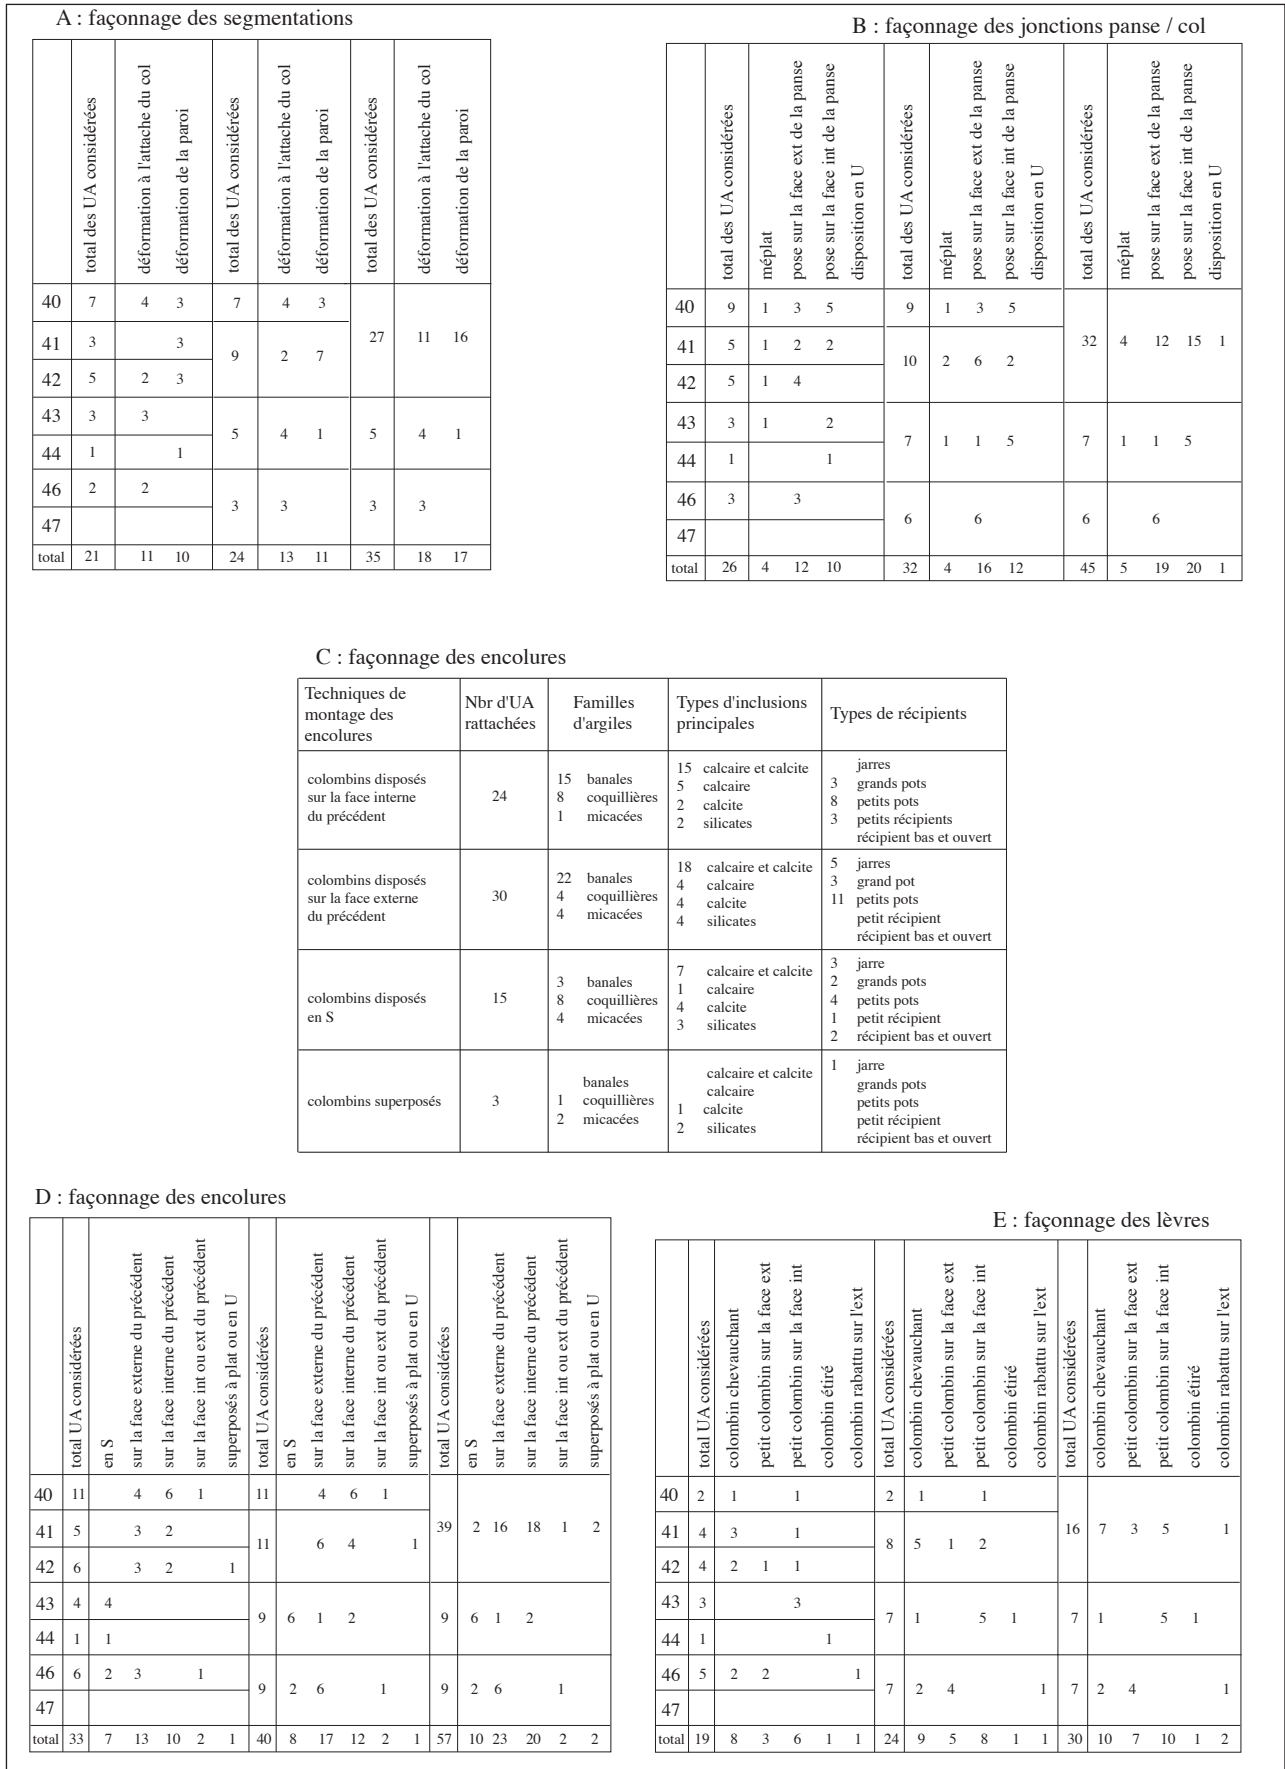 A : façonnage des segmentations
total des UA considérées
déformation à l'attache du col
déformation de la paroi
total des UA considérées
déformation à l'attache du col
déformation de la paroi
total des UA considérées
déformation à l'attache du col
déformation de la paroi
40 7 4 3 7 4 3
41 3 3
27 11 16
9 2 7
42 5 2 3
43 3 3
5 4 1 5 4 1
44 1 1
46 2 2
3 3 3 3
47
total 21 11 10 24 13 11 35 18 17
B : façonnage des jonctions panse / col
total des UA considérées
méplat
pose sur la face ext de la panse
pose sur la face int de la panse
disposition en U
total des UA considérées
méplat
pose sur la face ext de la panse
pose sur la face int de la panse
disposition en U
total des UA considérées
méplat
pose sur la face ext de la panse
pose sur la face int de la panse
disposition en U
40 9 1 3 5 9 1 3 5
41 5 1 2 2
32 4 12 15 1
10 2 6 2
42 5 1 4
43 3 1 2
7 1 1 5 7 1 1 5
44 1 1
46 3 3
6 6 6 6
47
total 26 4 12 10 32 4 16 12 45 5 19 20 1
C : façonnage des encolures
Techniques de
montage des
encolures
Nbr d'UA
rattachées
Familles
d'argiles
Types d'inclusions
principales
Types de récipients
colombins disposés
sur la face interne
du précédent
24
15 banales
8 coquillières
1 micacées
15 calcaire et calcite
5 calcaire
2 calcite
2 silicates
jarres
3 grands pots
8 petits pots
3 petits récipients
récipient bas et ouvert
colombins disposés
sur la face externe
du précédent
30
22 banales
4 coquillières
4 micacées
18 calcaire et calcite
4 calcaire
4 calcite
4 silicates
5 jarres
3 grand pot
11 petits pots
petit récipient
récipient bas et ouvert
colombins disposés
en S
15
3 banales
8 coquillières
4 micacées
7 calcaire et calcite
1 calcaire
4 calcite
3 silicates
3 jarre
2 grands pots
4 petits pots
1 petit récipient
2 récipient bas et ouvert
colombins superposés
3
banales
1 coquillières
2 micacées
calcaire et calcite
calcaire
1 calcite
2 silicates
1 jarre
grands pots
petits pots
petit récipient
récipient bas et ouvert
D : façonnage des encolures
total UA considérées
en S
sur la face externe du précédent
sur la face interne du précédent
sur la face int ou ext du précédent
superposés à plat ou en U
total UA considérées
en S
sur la face externe du précédent
sur la face interne du précédent
sur la face int ou ext du précédent
superposés à plat ou en U
total UA considérées
en S
sur la face externe du précédent
sur la face interne du précédent
sur la face int ou ext du précédent
superposés à plat ou en U
40 11 4 6 1 11 4 6 1
41 5 3 2
39 2 16 18 1 2
11 6 4 1
42 6 3 2 1
43 4 4
9 6 1 2 9 6 1 2
44 1 1
46 6 2 3 1
9 2 6 1 9 2 6 1
47
total 33 7 13 10 2 1 40 8 17 12 2 1 57 10 23 20 2 2
E : façonnage des lèvres
total UA considérées
colombin chevauchant
petit colombin sur la face ext
petit colombin sur la face int
colombin étiré
colombin rabattu sur l'ext
total UA considérées
colombin chevauchant
petit colombin sur la face ext
petit colombin sur la face int
colombin étiré
colombin rabattu sur l'ext
total UA considérées
colombin chevauchant
petit colombin sur la face ext
petit colombin sur la face int
colombin étiré
colombin rabattu sur l'ext
40 2 1 1 2 1 1
41 4 3 1
16 7 3 5 1
8 5 1 2
42 4 2 1 1
43 3 3
7 1 5 1 7 1 5 1
44 1 1
46 5 2 2 1
7 2 4 1 7 2 4 1
47
total 19 8 3 6 1 1 24 9 5 8 1 1 30 10 7 10 1 2